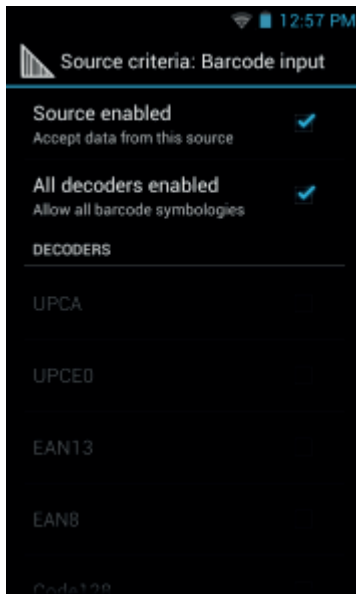 12:57 PM
Source criteria: Barcode input
Source enabled
Accept data from this source
All decoders enabled
Allow all barcode symbologies
DECODERS
UPCA
UPCE0
EAN13
EAN8
Code128